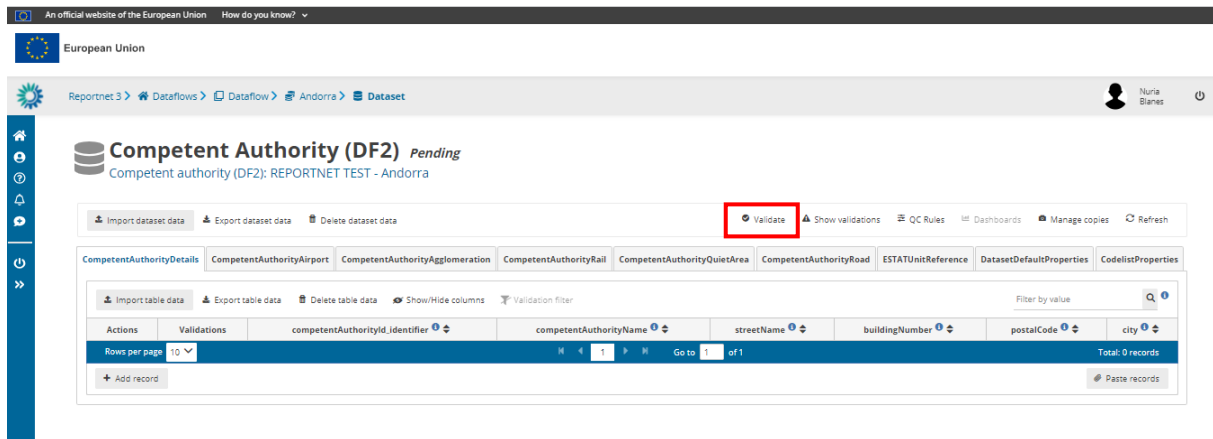 An official website of the European Union How do you know?
European Union
Reportnet 3 Dataflows Dataflow Andorra Dataset
Nuria
Blanes
Competent Authority (DF2) Pending
Competent authority (DF2): REPORTNET TEST - Andorra
Import dataset data Export dataset data Delete dataset data Validate Show validations QC Rules Dashboards Manage copies Refresh
CompetentAuthorityDetails CompetentAuthorityAirport CompetentAuthorityAgglomeration CompetentAuthorityRail CompetentAuthorityQuietArea CompetentAuthorityRoad ESTATUnitReference DatasetDefaultProperties CodelistProperties
Import table data Export table data Delete table data Show/Hide columns Validation filter Filter by value
Actions Validations competentAuthorityId_identifier competentAuthorityName streetName buildingNumber postalCode city
Rows per page 10 1 Go to 1 of 1 Total: 0 records
+ Add record Paste records